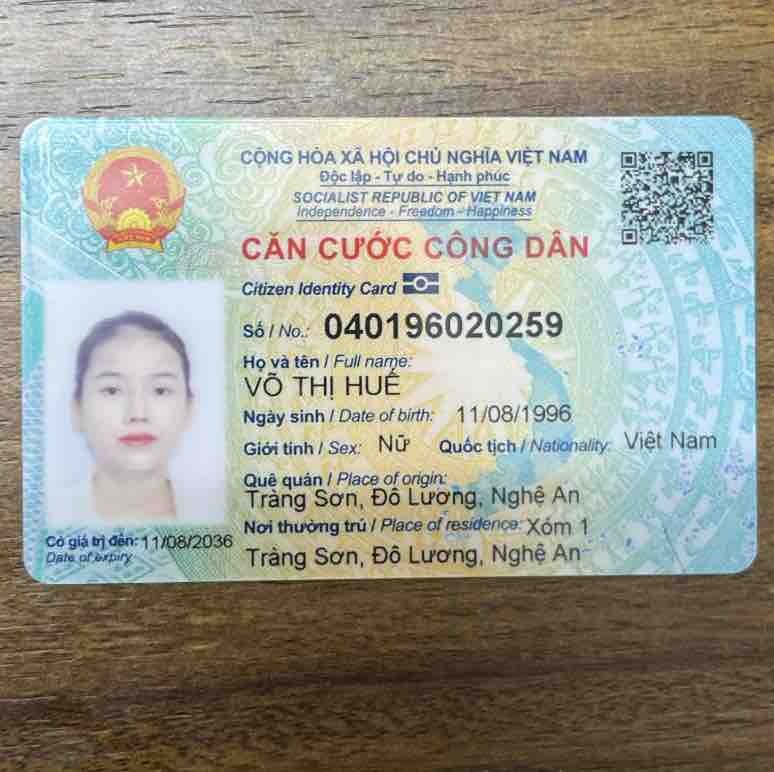 CỘNG HÒA XÃ HỘI CHỦ NGHĨA VIỆT NAM
Độc lập - Tự do - Hạnh phúc
SOCIALIST REPUBLIC OF VIET NAM
Independence - Freedom - Happiness
CĂN CƯỚC CÔNG DÂN
Citizen Identity Card
Số / No.: 040196020259
Họ và tên / Full name:
VÕ THỊ HUẾ
Ngày sinh / Date of birth: 11/08/1996
Giới tính / Sex: Nữ Quốc tịch / Nationality: Việt Nam
Quê quán / Place of origin:
Tràng Sơn, Đô Lương, Nghệ An
Nơi thường trú / Place of residence: Xóm 1
Tràng Sơn, Đô Lương, Nghệ An
Có giá trị đến: 11/08/2036
Date of expiry